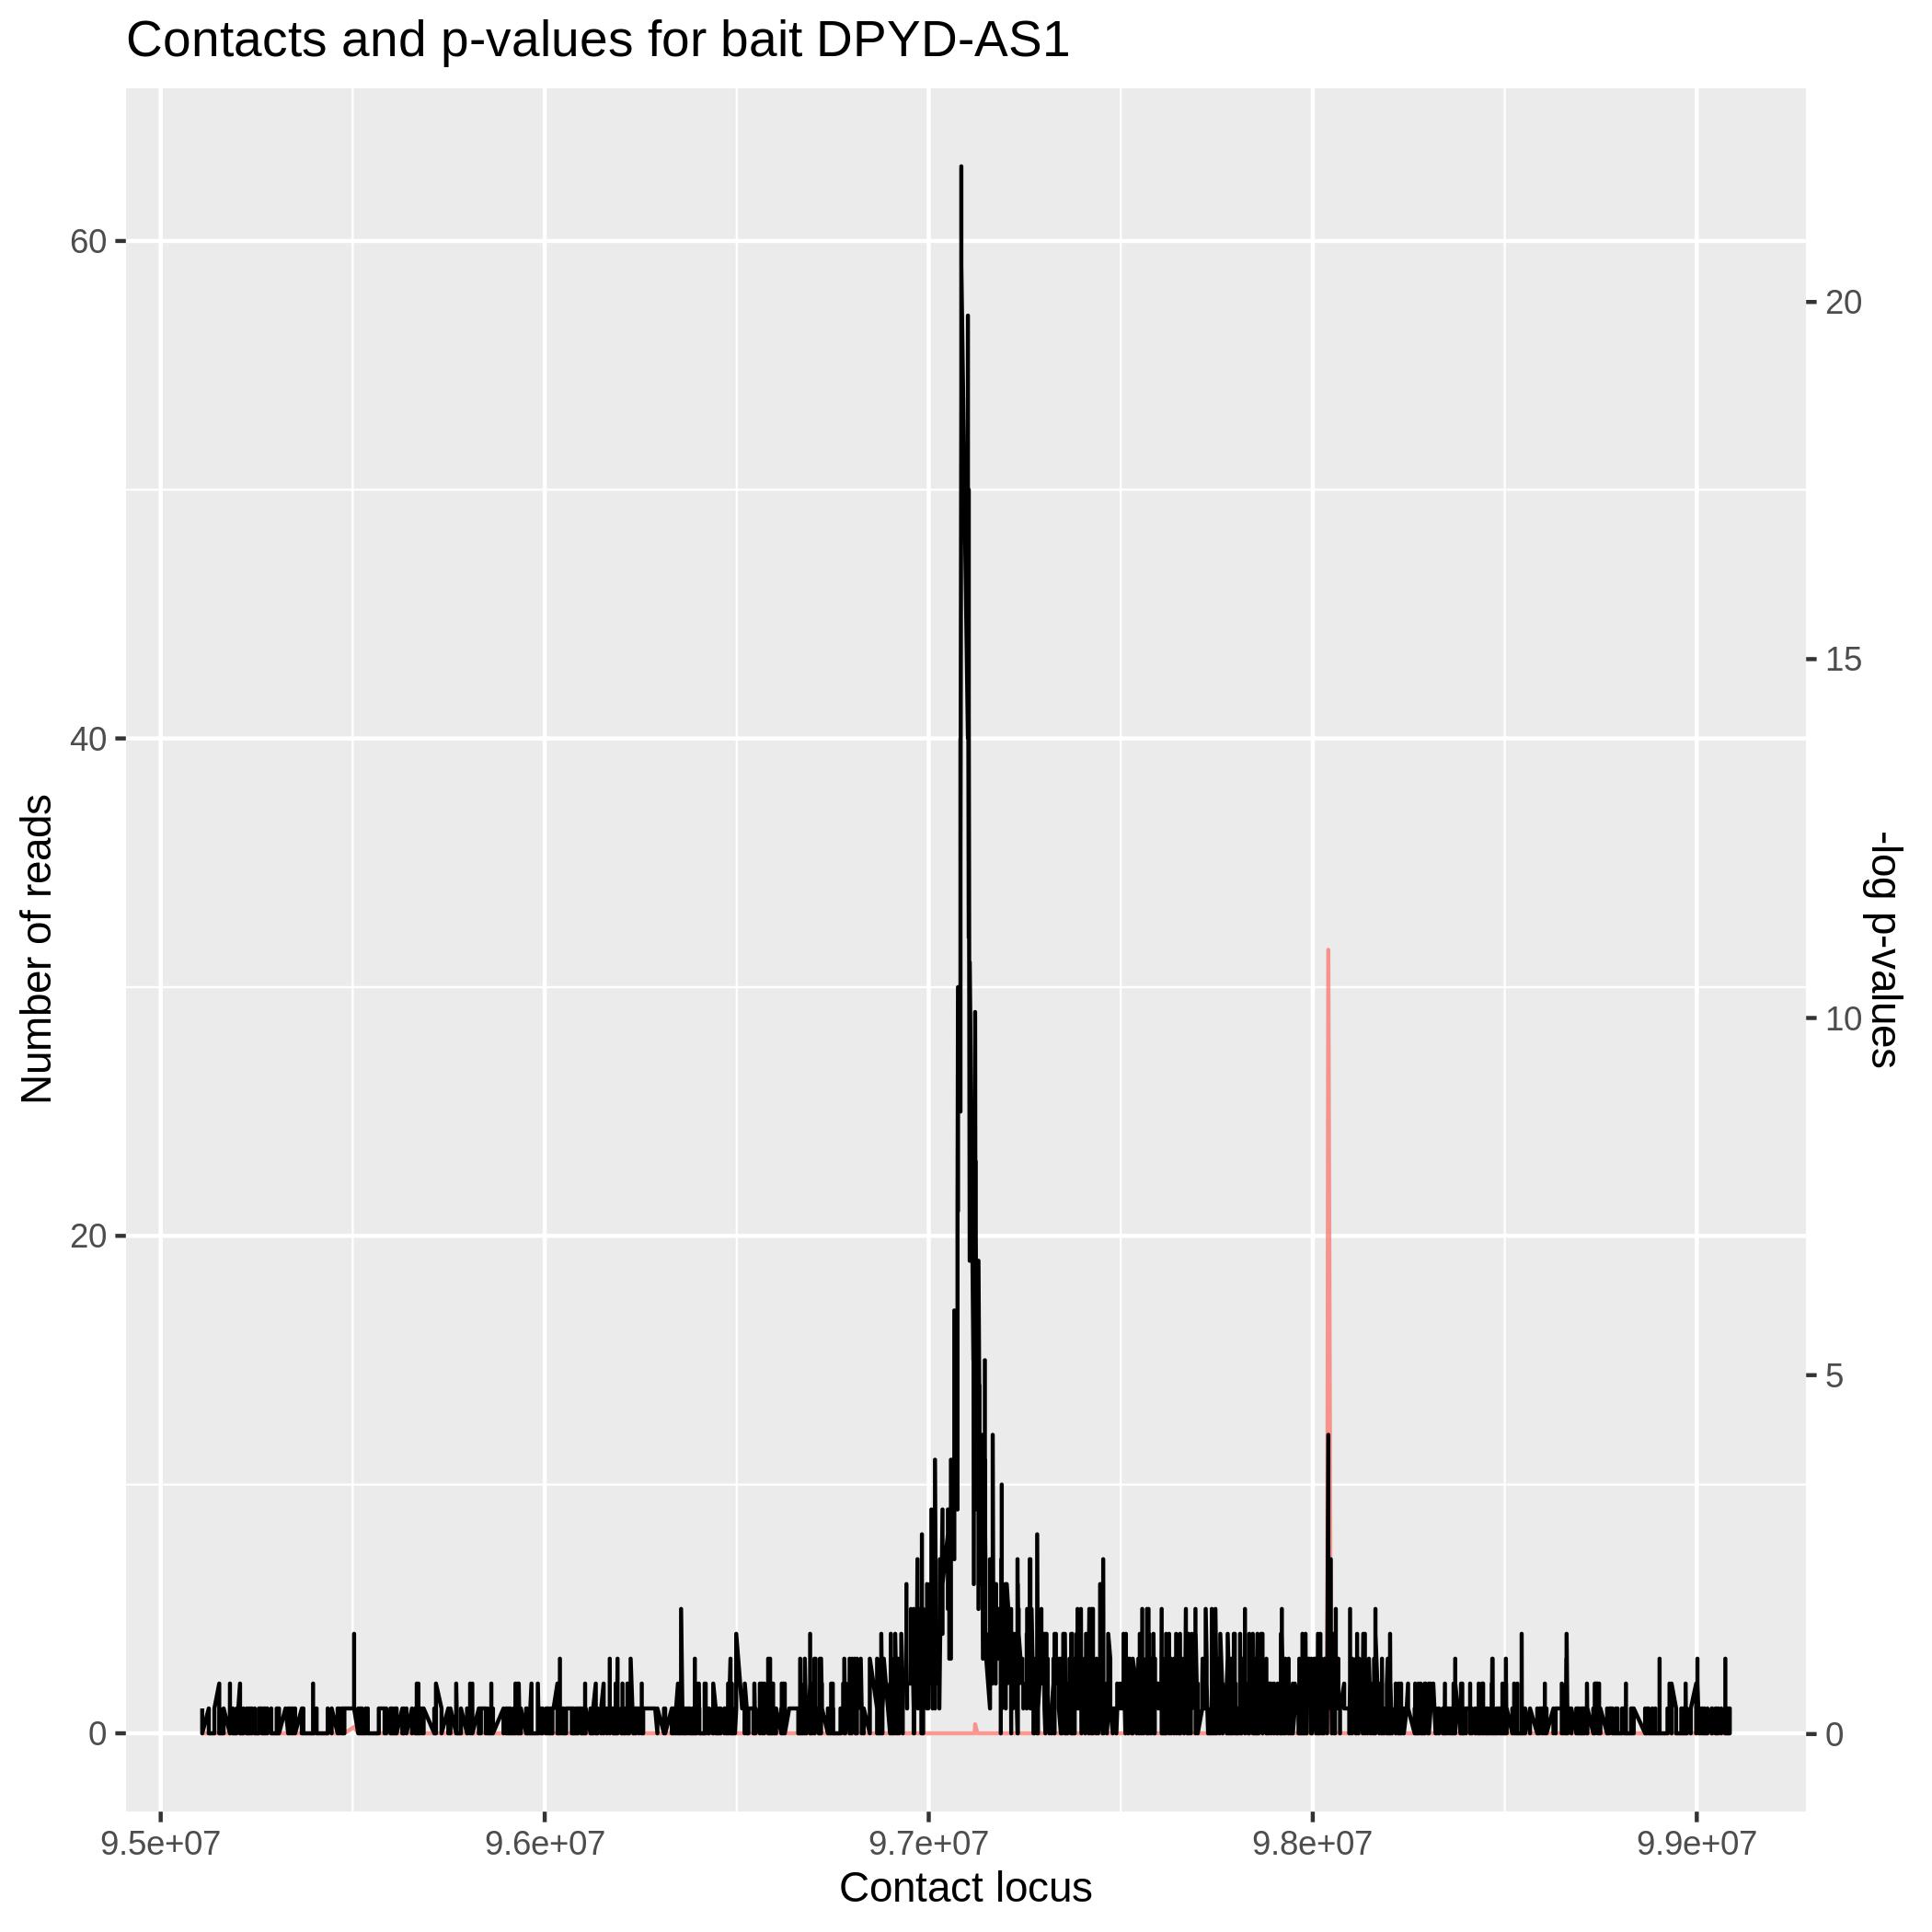 Contacts and p-values for bait DPYD-AS1
60
40
20
0
20
15
10
5
0
Number of reads
-log p-values
9.5e+07 9.6e+07 9.7e+07 9.8e+07 9.9e+07
Contact locus